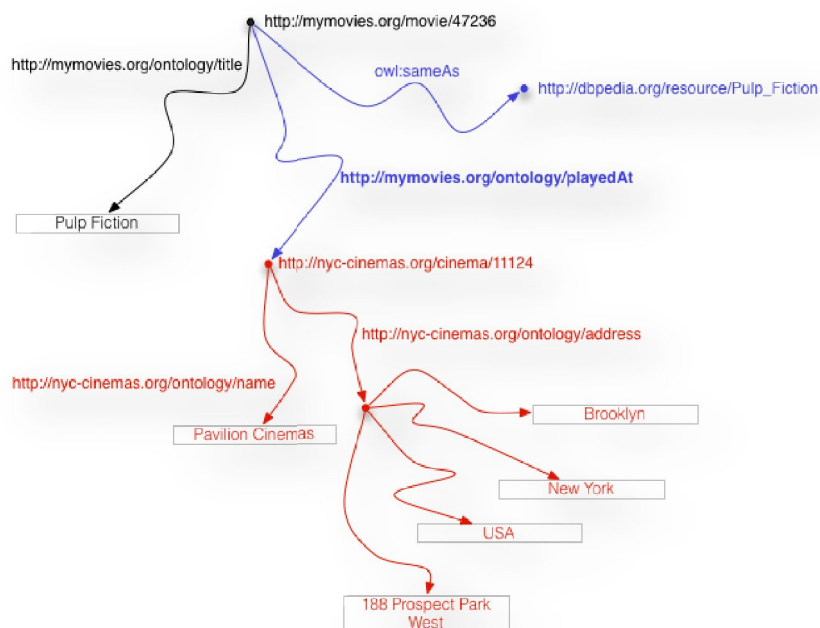 http://mymovies.org/movie/47236
http://mymovies.org/ontology/title
owl:sameAs
http://dbpedia.org/resource/Pulp_Fiction
http://mymovies.org/ontology/playedAt
Pulp Fiction
http://nyc-cinemas.org/cinema/11124
http://nyc-cinemas.org/ontology/address
http://nyc-cinemas.org/ontology/name
Brooklyn
Pavilion Cinemas
New York
USA
188 Prospect Park
West